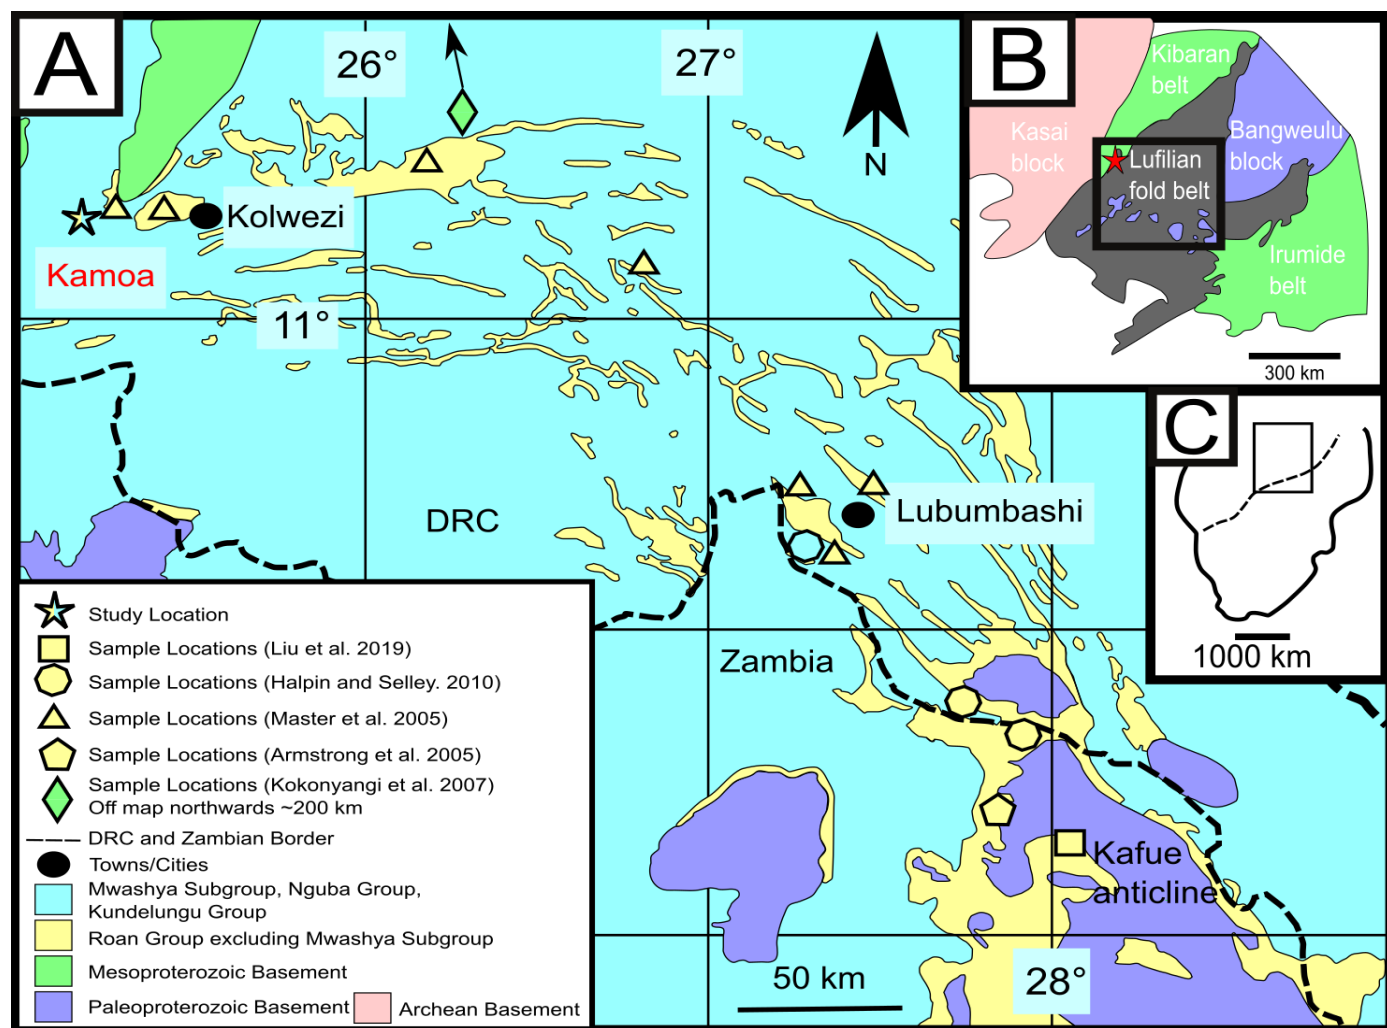 A
26°
27°
N
Kolwezi
Kamoa
11°
DRC
Lubumbashi
Zambia
Kafue
anticline
50 km
28°
B
Kibaran
belt
Kasai
block
Bangweulu
block
Lufilian
fold belt
Irumide
belt
300 km
C
1000 km
Study Location
Sample Locations (Liu et al. 2019)
Sample Locations (Halpin and Selley. 2010)
Sample Locations (Master et al. 2005)
Sample Locations (Armstrong et al. 2005)
Sample Locations (Kokonyangi et al. 2007)
Off map northwards ~200 km
DRC and Zambian Border
Towns/Cities
Mwashya Subgroup, Nguba Group,
Kundelungu Group
Roan Group excluding Mwashya Subgroup
Mesoproterozoic Basement
Paleoproterozoic Basement
Archean Basement